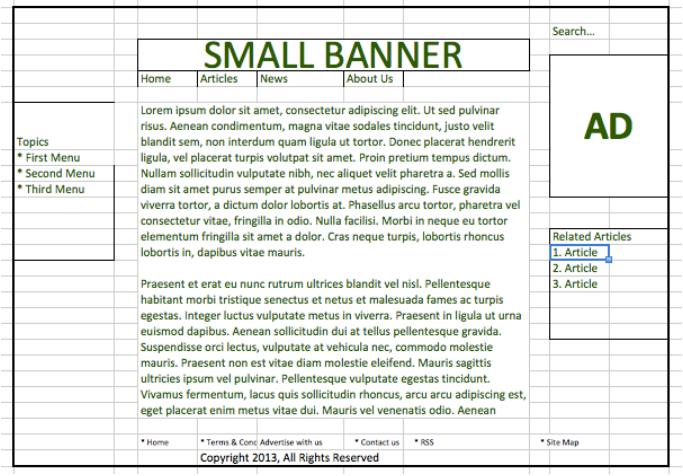 Search...
SMALL BANNER
Home Articles News About Us
AD
Topics
* First Menu
* Second Menu
* Third Menu
Lorem ipsum dolor sit amet, consectetur adipiscing elit. Ut sed pulvinar
risus. Aenean condimentum, magna vitae sodales tincidunt, justo velit
blandit sem, non interdum quam ligula ut tortor. Donec placerat hendrerit
ligula, vel placerat turpis volutpat sit amet. Proin pretium tempus dictum.
Nullam sollicitudin vulputate nibh, nec aliquet velit pharetra a. Sed mollis
diam sit amet purus semper at pulvinar metus adipiscing. Fusce gravida
viverra tortor, a dictum dolor lobortis at. Phasellus arcu tortor, pharetra vel
consectetur vitae, fringilla in odio. Nulla facilisi. Morbi in neque eu tortor
elementum fringilla sit amet a dolor. Cras neque turpis, lobortis rhoncus
lobortis in, dapibus vitae mauris.
Praesent et erat eu nunc rutrum ultrices blandit vel nisl. Pellentesque
habitant morbi tristique senectus et netus et malesuada fames ac turpis
egestas. Integer luctus vulputate metus in viverra. Praesent in ligula ut urna
euismod dapibus. Aenean sollicitudin dui at tellus pellentesque gravida.
Suspendisse orci lectus, vulputate at vehicula nec, commodo molestie
mauris. Praesent non est vitae diam molestie eleifend. Mauris sagittis
ultricies ipsum vel pulvinar. Pellentesque vulputate egestas tincidunt.
Vivamus fermentum, lacus quis sollicitudin rhoncus, arcu arcu adipiscing est,
eget placerat enim metus vitae dui. Mauris vel venenatis odio. Aenean
Related Articles
1. Article
2. Article
3. Article
* Home * Terms & Conc Advertise with us * Contact us * RSS * Site Map
Copyright 2013, All Rights Reserved